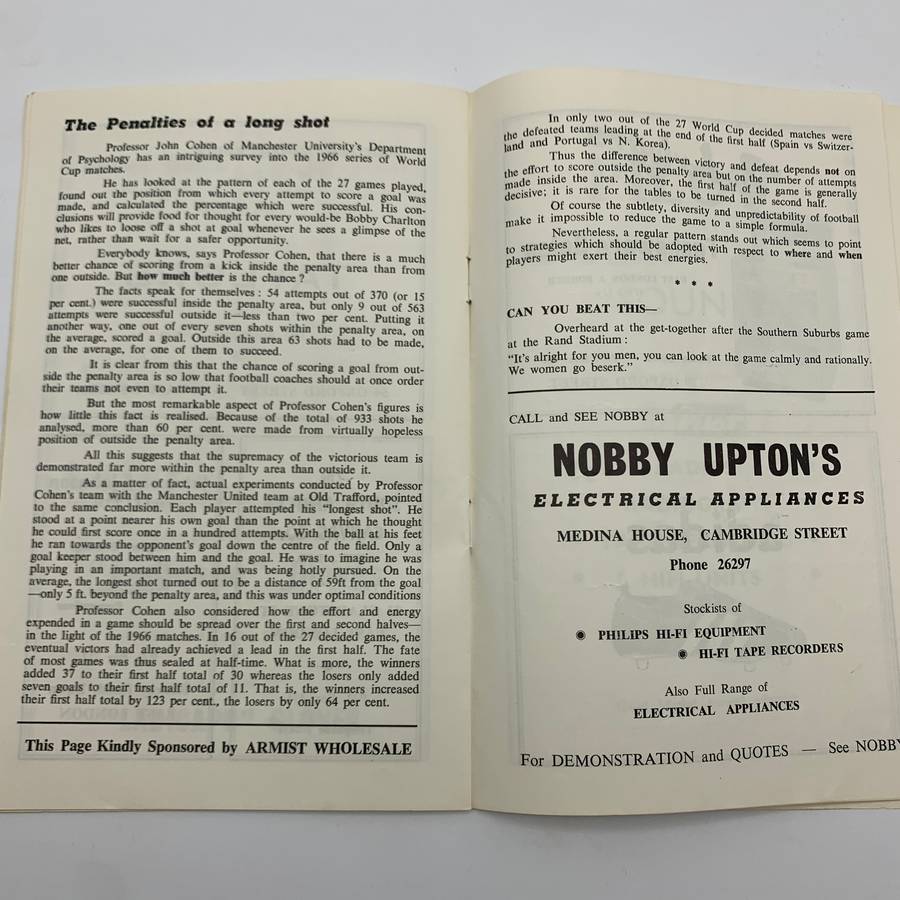 The Penalties of a long shot
Professor John Cohen of Manchester University's Department
of Psychology has an intriguing survey into the 1966 series of World
Cup matches.
He has looked at the pattern of each of the 27 games played,
found out the position from which every attempt to score a goal was
made, and calculated the percentage which were successful. His con-
clusions will provide food for thought for every would-be Bobby Charlton
who likes to loose off a shot at goal whenever he sees a glimpse of the
net, rather than wait for a safer opportunity.
Everybody knows, says Professor Cohen, that there is a much
better chance of scoring from a kick inside the penalty area than from
one outside. But how much better is the chance ?
The facts speak for themselves : 54 attempts out of 370 (or 15
per cent.) were successful inside the penalty area, but only 9 out of 563
attempts were successful outside it—less than two per cent. Putting it
another way, one out of every seven shots within the penalty area, on
the average, scored a goal. Outside this area 63 shots had to be made,
on the average, for one of them to succeed.
It is clear from this that the chance of scoring a goal from out-
side the penalty area is so low that football coaches should at once order
their teams not even to attempt it.
But the most remarkable aspect of Professor Cohen's figures is
how little this fact is realised. Because of the total of 933 shots he
analysed, more than 60 per cent. were made from virtually hopeless
position of outside the penalty area.
All this suggests that the supremacy of the victorious team is
demonstrated far more within the penalty area than outside it.
As a matter of fact, actual experiments conducted by Professor
Cohen's team with the Manchester United team at Old Trafford, pointed
to the same conclusion. Each player attempted his "longest shot". He
stood at a point nearer his own goal than the point at which he thought
he could first score once in a hundred attempts. With the ball at his feet
he ran towards the opponent's goal down the centre of the field. Only a
goal keeper stood between him and the goal. He was to imagine he was
playing in an important match, and was being hotly pursued. On the
average, the longest shot turned out to be a distance of 59ft from the goal
—only 5 ft. beyond the penalty area, and this was under optimal conditions
Professor Cohen also considered how the effort and energy
expended in a game should be spread over the first and second halves—
in the light of the 1966 matches. In 16 out of the 27 decided games, the
eventual victors had already achieved a lead in the first half. The fate
of most games was thus sealed at half-time. What is more, the winners
added 37 to their first half total of 30 whereas the losers only added
seven goals to their first half total of 11. That is, the winners increased
their first half total by 123 per cent., the losers by only 64 per cent.
This Page Kindly Sponsored by ARMIST WHOLESALE
In only two out of the 27 World Cup decided matches were
the defeated teams leading at the end of the first half (Spain vs Switzer-
land and Portugal vs N. Korea).
Thus the difference between victory and defeat depends not on
the effort to score outside the penalty area but on the number of attempts
made inside the area. Moreover, the first half of the game is generally
decisive; it is rare for the tables to be turned in the second half.
Of course the subtlety, diversity and unpredictability of football
make it impossible to reduce the game to a simple formula.
Nevertheless, a regular pattern stands out which seems to point
to strategies which should be adopted with respect to where and when
players might exert their best energies.
* * *
CAN YOU BEAT THIS—
Overheard at the get-together after the Southern Suburbs game
at the Rand Stadium :
"It's alright for you men, you can look at the game calmly and rationally.
We women go beserk."
CALL and SEE NOBBY at
NOBBY UPTON'S
ELECTRICAL APPLIANCES
MEDINA HOUSE, CAMBRIDGE STREET
Phone 26297
Stockists of
◉ PHILIPS HI-FI EQUIPMENT
◉ HI-FI TAPE RECORDERS
Also Full Range of
ELECTRICAL APPLIANCES
For DEMONSTRATION and QUOTES — See NOBBY